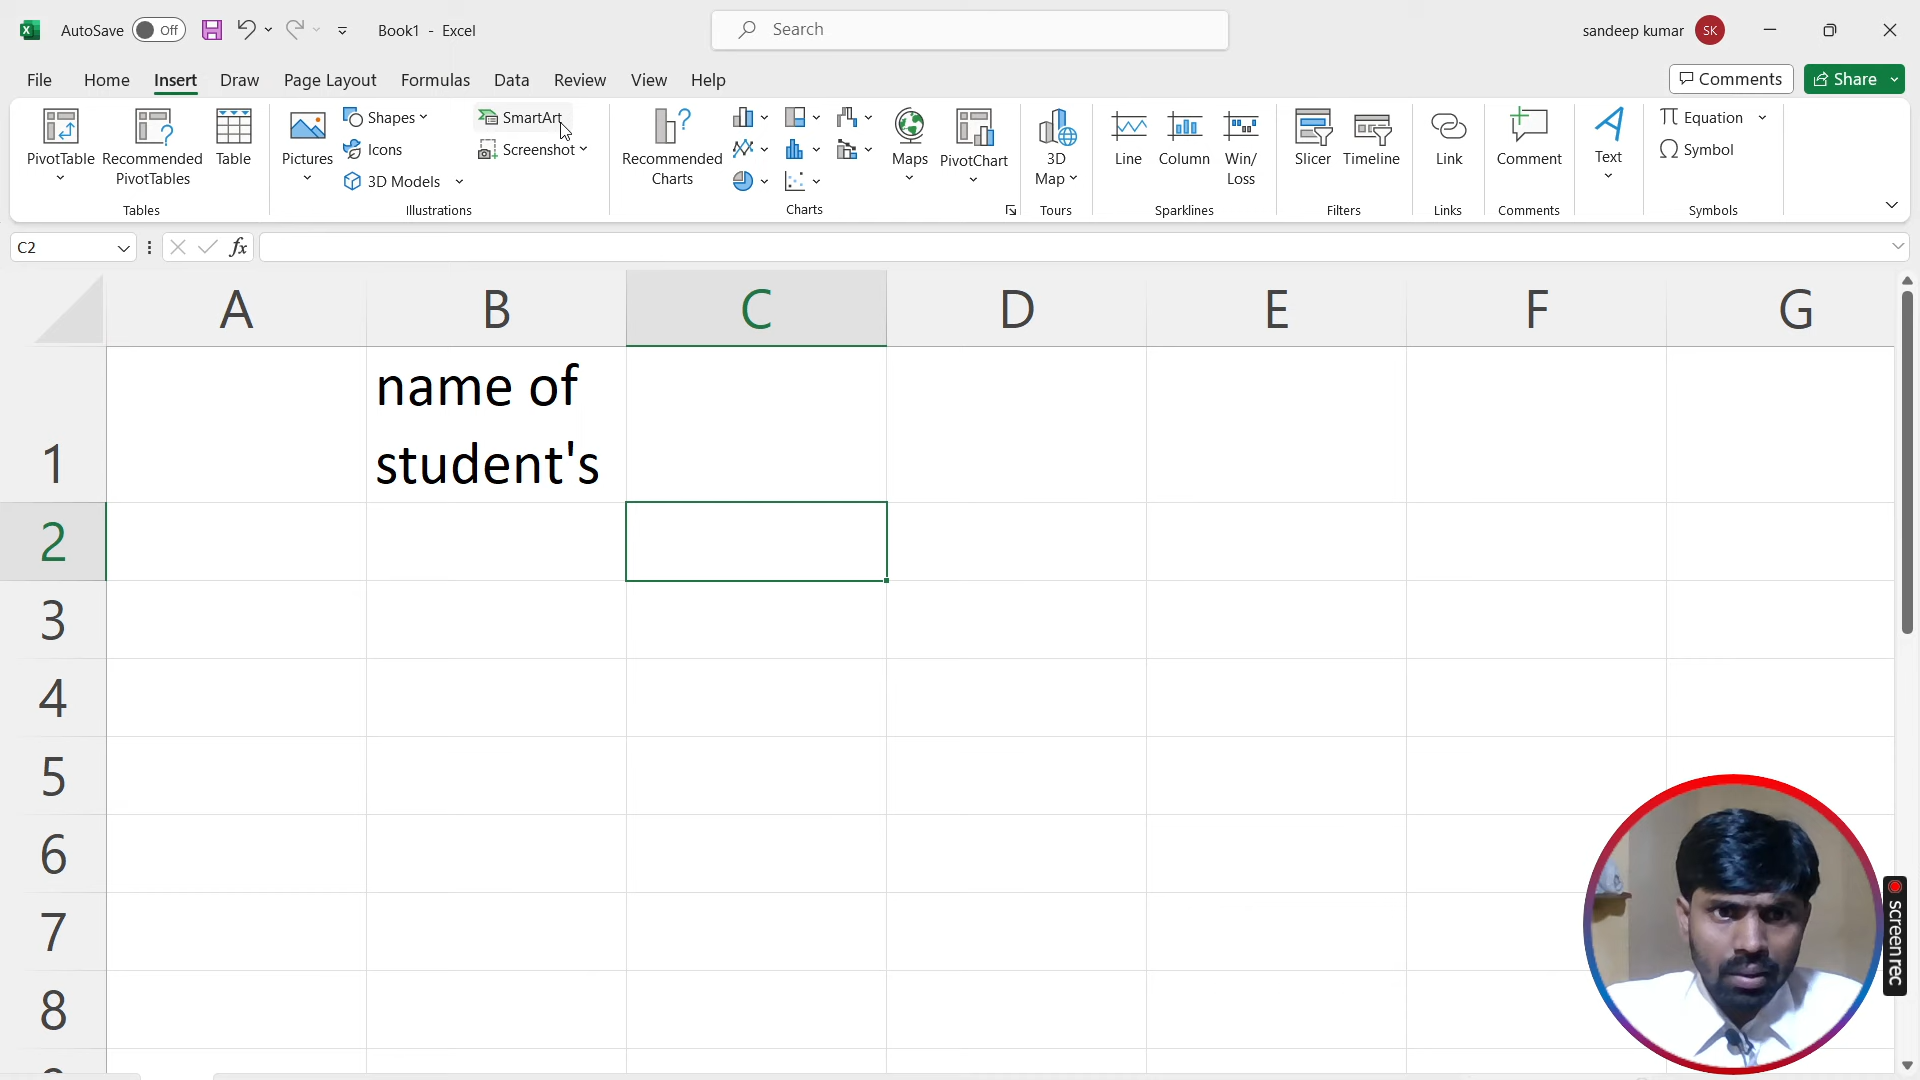 AutoSave Off Book1 - Excel Search sandeep kumar SK
File Home Insert Draw Page Layout Formulas Data Review View Help Comments Share
PivotTable Recommended PivotTables Table
Tables
Pictures Shapes Icons 3D Models SmartArt Screenshot
Illustrations
Recommended Charts Maps PivotChart
Charts
3D Map
Tours
Line Column Win/Loss
Sparklines
Slicer Timeline
Filters
Link
Links
Comment
Comments
Text
Equation Symbol
Symbols
C2 fx
A B C D E F G
name of
1 student's
2
3
4
5
6
7
8
screenrec